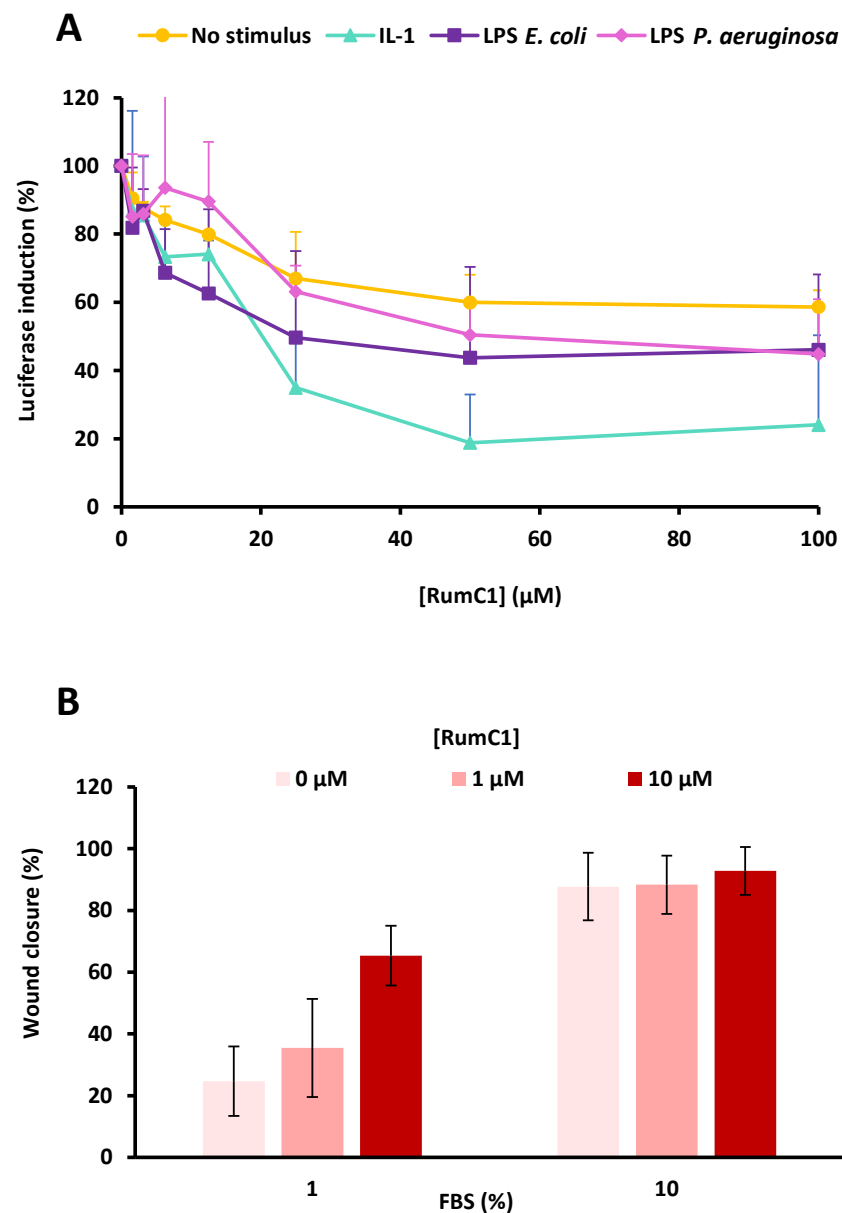 A
No stimulus IL-1 LPS E. coli LPS P. aeruginosa
120
100
80
60
40
20
0
Luciferase induction (%)
0 20 40 60 80 100
[RumC1] (µM)
B
[RumC1]
0 µM 1 µM 10 µM
120
100
80
60
40
20
0
Wound closure (%)
1 10
FBS (%)